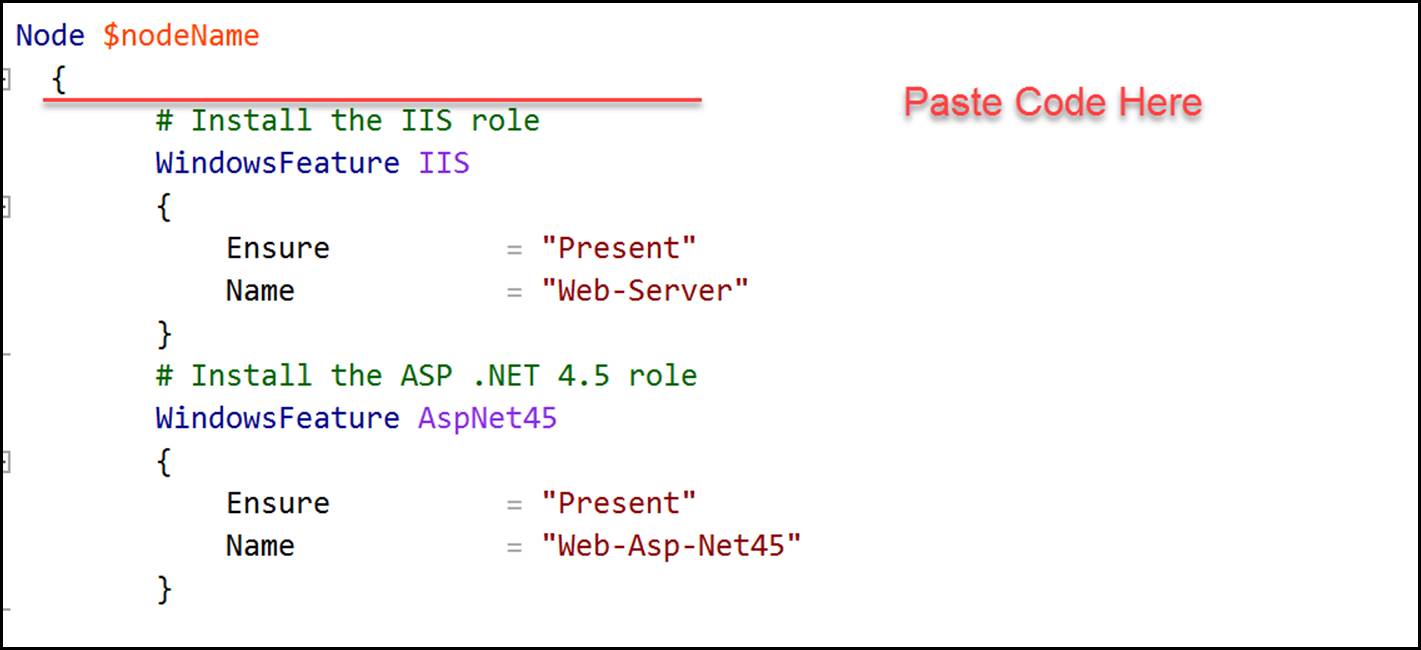 Node $nodeName
{
Paste Code Here
# Install the IIS role
WindowsFeature IIS
{
Ensure = "Present"
Name = "Web-Server"
}
# Install the ASP .NET 4.5 role
WindowsFeature AspNet45
{
Ensure = "Present"
Name = "Web-Asp-Net45"
}